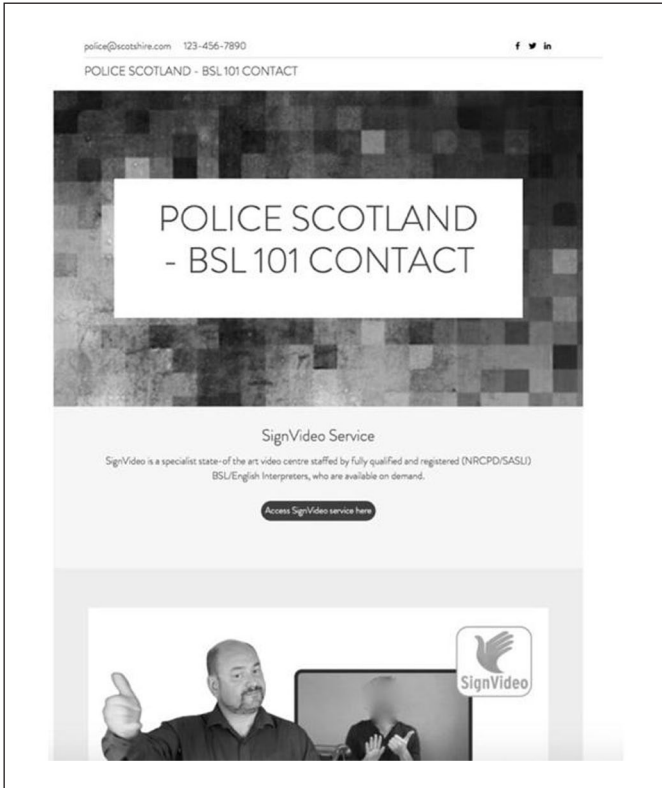 police@scotshire.com 123-456-7890
POLICE SCOTLAND - BSL 101 CONTACT
POLICE SCOTLAND
- BSL 101 CONTACT
SignVideo Service
SignVideo is a specialist state-of the art video centre staffed by fully qualified and registered (NRCPD/SASLI)
BSL/English Interpreters, who are available on demand.
Access SignVideo service here
SignVideo